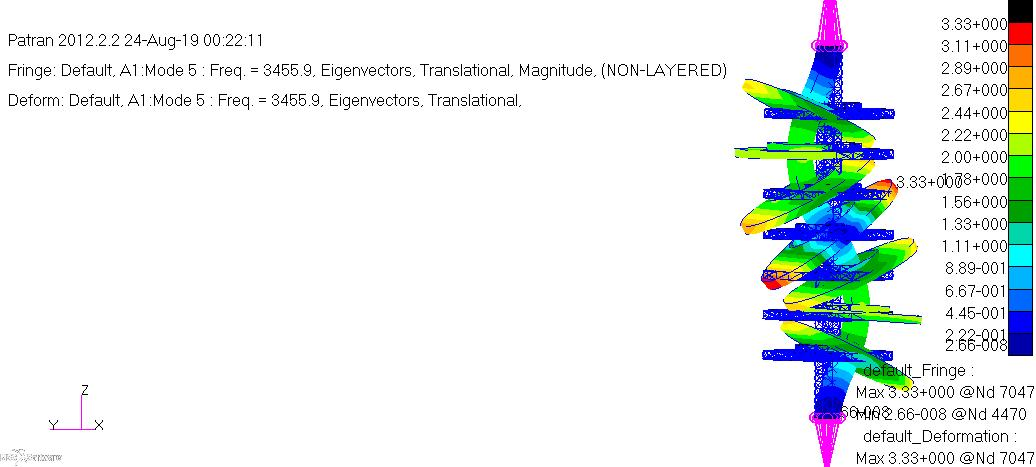 Patran 2012.2.2 24-Aug-19 00:22:11
Fringe: Default, A1:Mode 5 : Freq. = 3455.9, Eigenvectors, Translational, Magnitude, (NON-LAYERED)
Deform: Default, A1:Mode 5 : Freq. = 3455.9, Eigenvectors, Translational,
3.33+000
3.11+000
2.89+000
2.67+000
2.44+000
2.22+000
2.00+000
3.33+000
1.78+000
1.56+000
1.33+000
1.11+000
8.89-001
6.67-001
4.45-001
2.22-001
2.66-008
default_Fringe :
Max 3.33+000 @Nd 7047
Min 2.66-008 @Nd 4470
default_Deformation :
Max 3.33+000 @Nd 7047
Z
Y
X